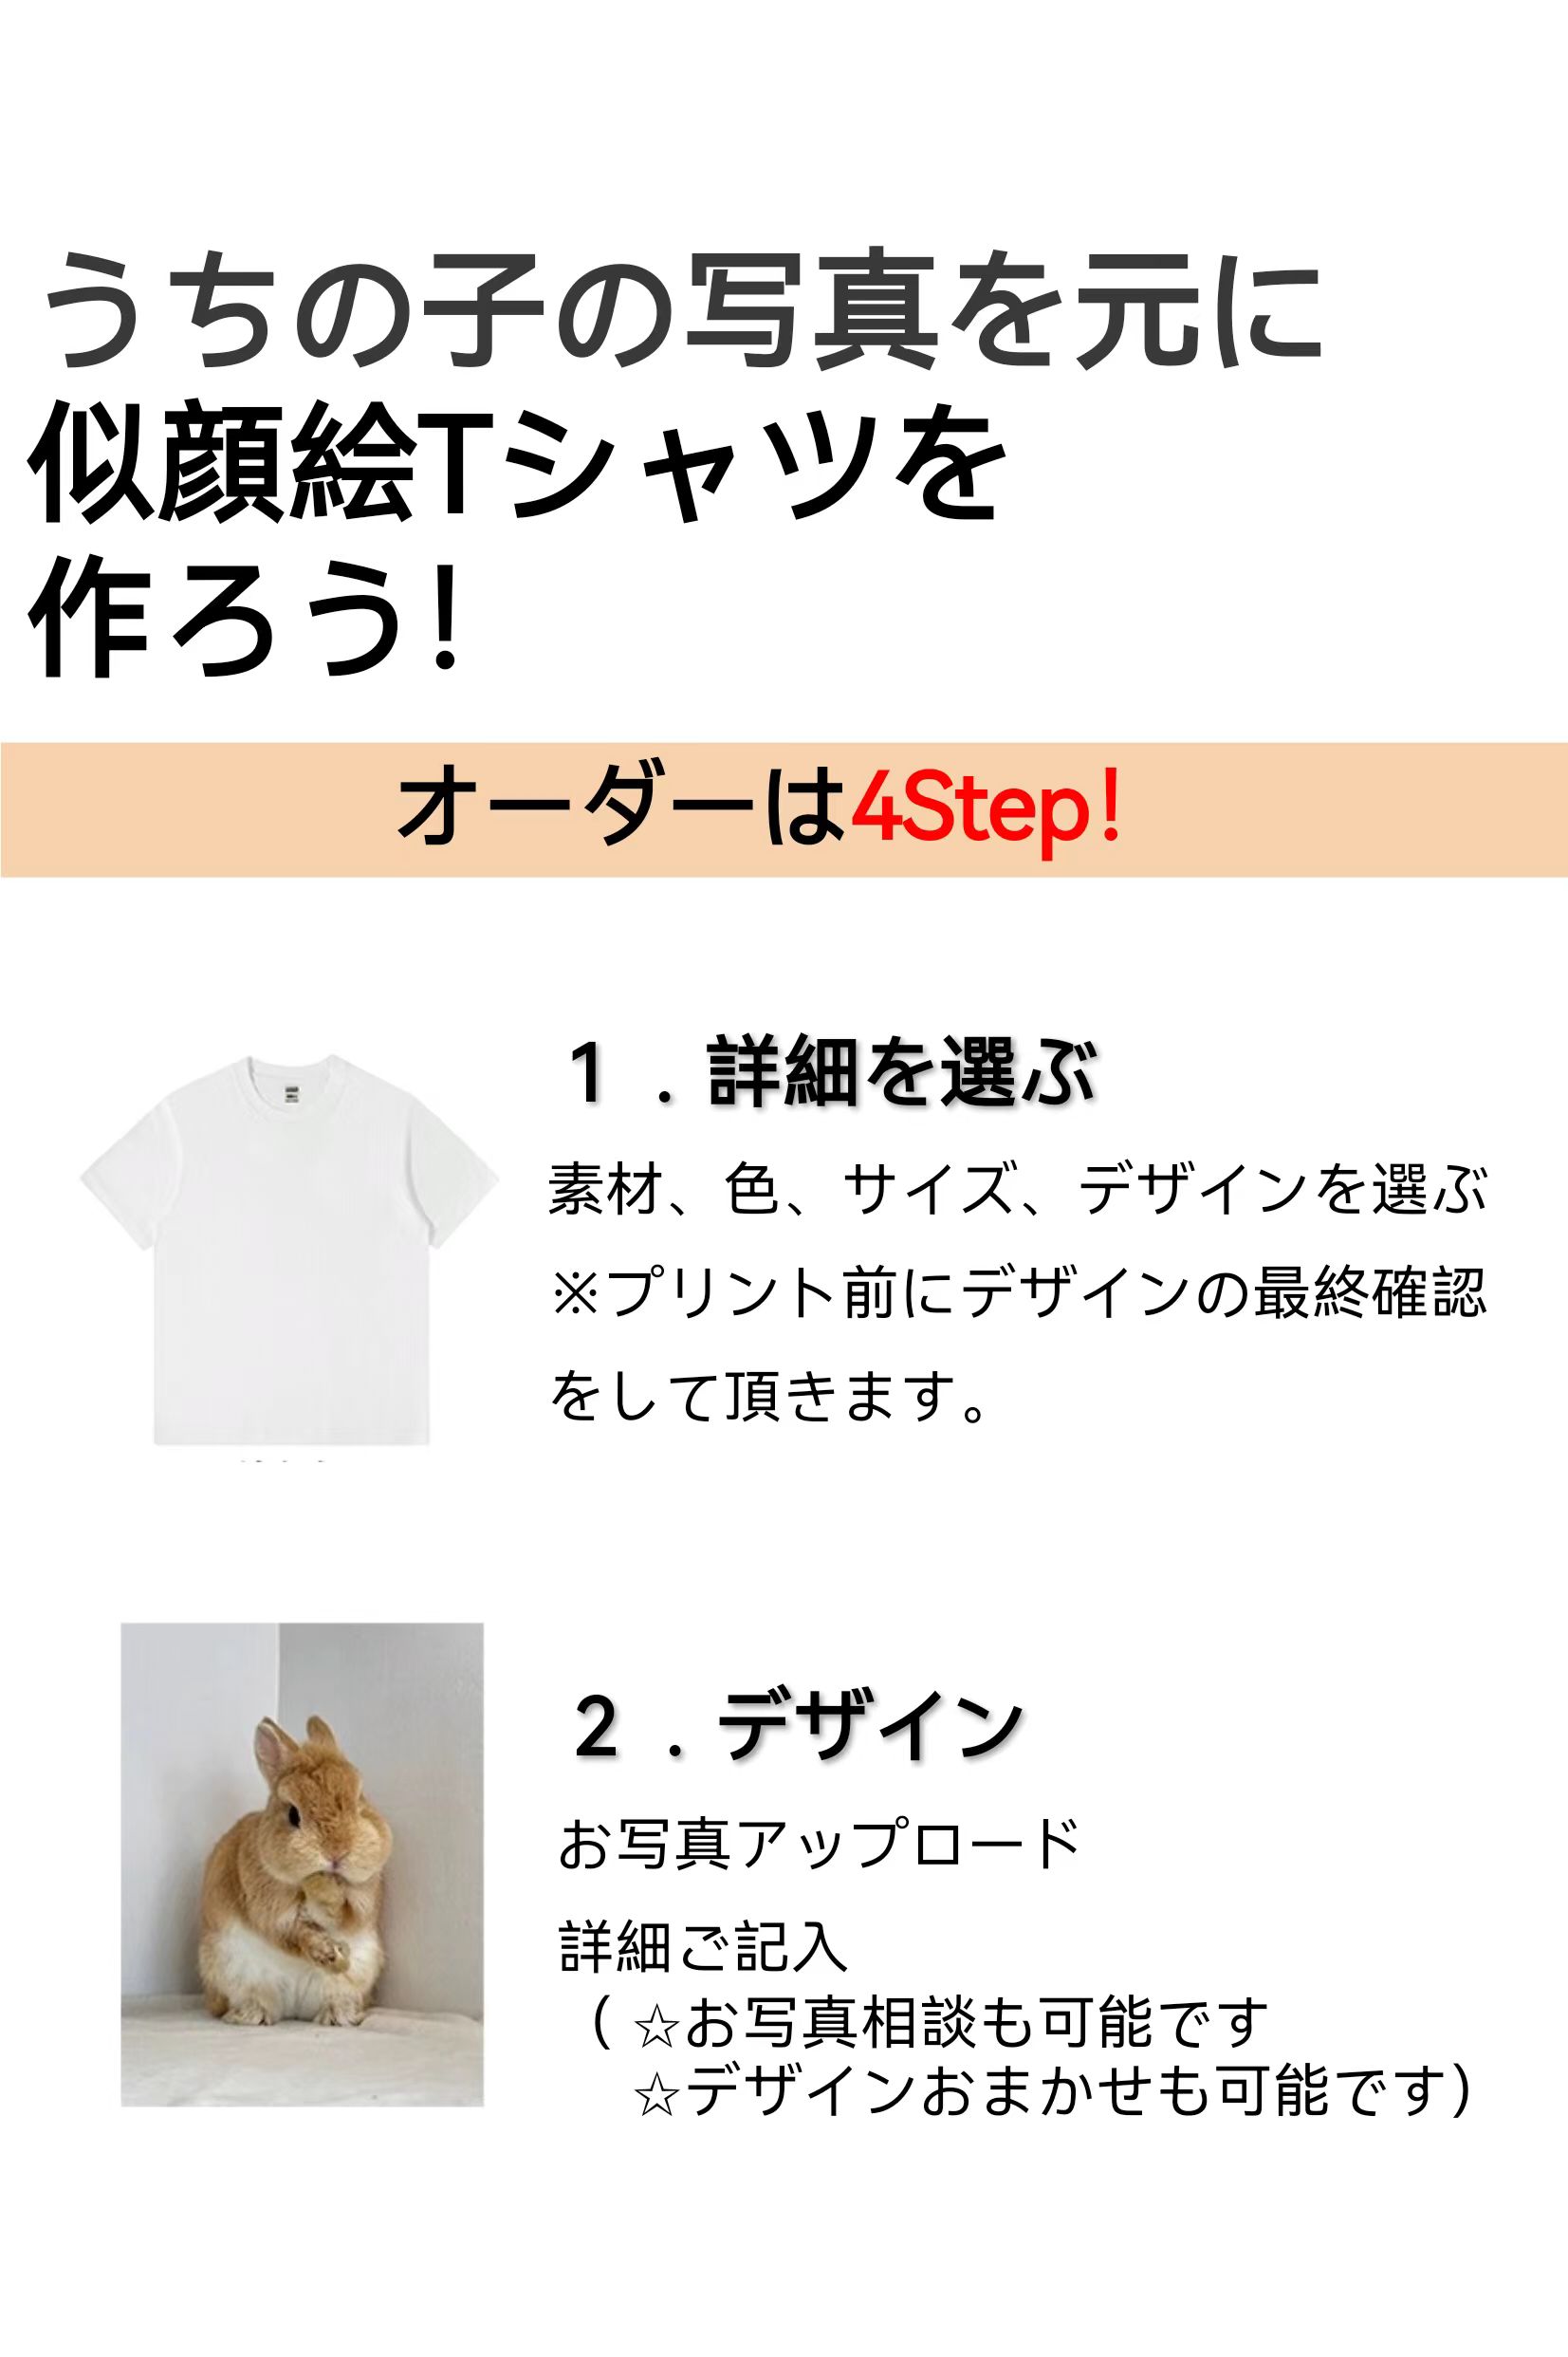 うちの子の写真を元に
似顔絵Tシャツを
作ろう!
オーダーは4Step!
1 . 詳細を選ぶ
素材、色、サイズ、デザインを選ぶ
※プリント前にデザインの最終確認
をして頂きます。
2 . デザイン
お写真アップロード
詳細ご記入
( ☆お写真相談も可能です
☆デザインおまかせも可能です)